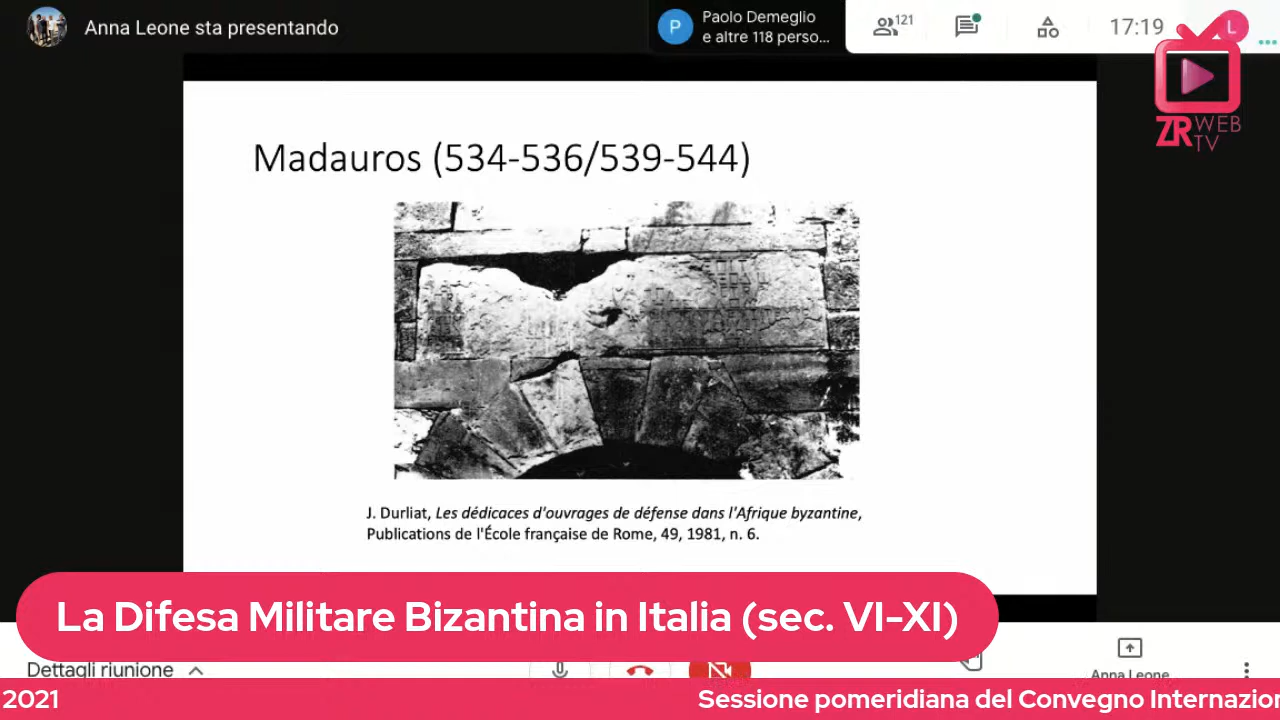 Anna Leone sta presentando
Paolo Demeglio
e altre 118 perso...
121
17:19
L
ZR WEB TV
Madauros (534-536/539-544)
J. Durliat, Les dédicaces d'ouvrages de défense dans l'Afrique byzantine,
Publications de l'École française de Rome, 49, 1981, n. 6.
La Difesa Militare Bizantina in Italia (sec. VI-XI)
Dettagli riunione
Anna Leone
2021
Sessione pomeridiana del Convegno Internazion